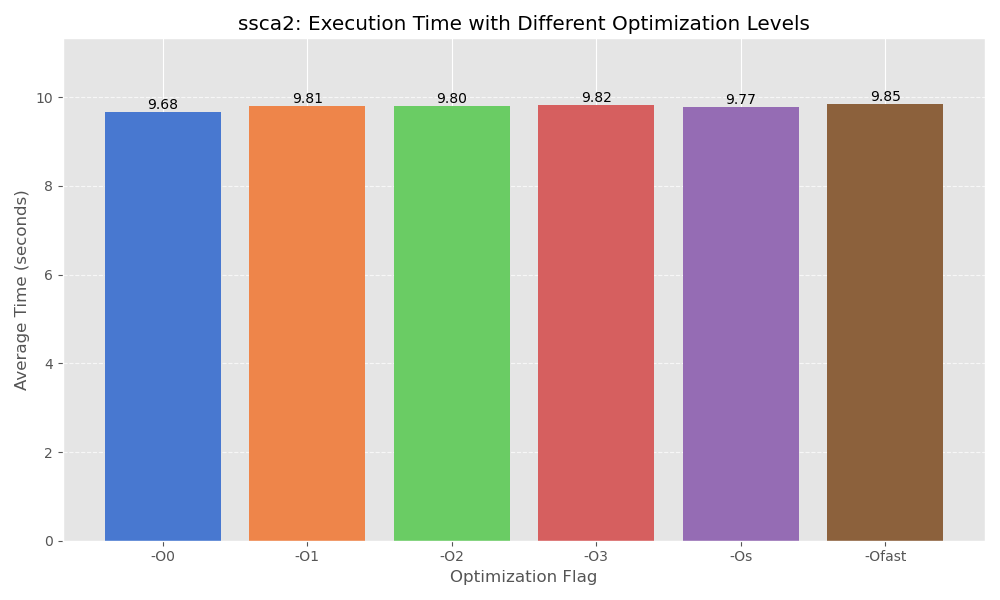 ssca2: Execution Time with Different Optimization Levels
Average Time (seconds)
10
8
6
4
2
0
9.68
9.81
9.80
9.82
9.77
9.85
-O0
-O1
-O2
-O3
-Os
-Ofast
Optimization Flag